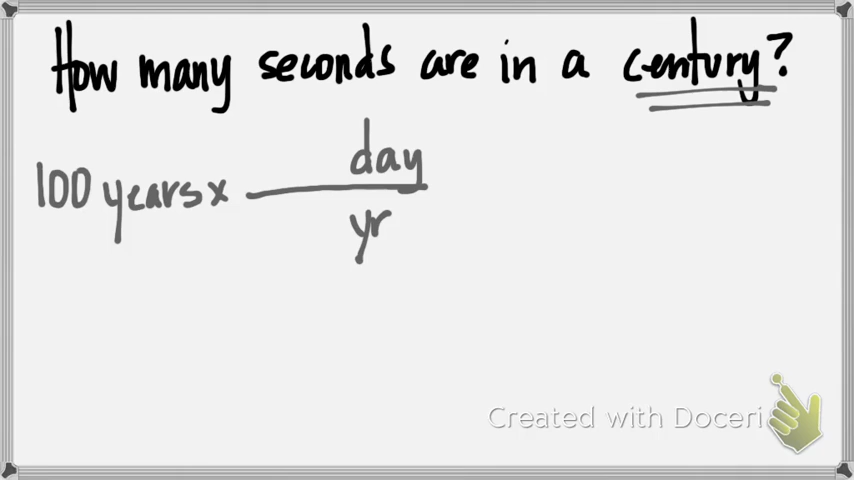 How many seconds are in a century?
100 years x day
yr
Created with Doceri